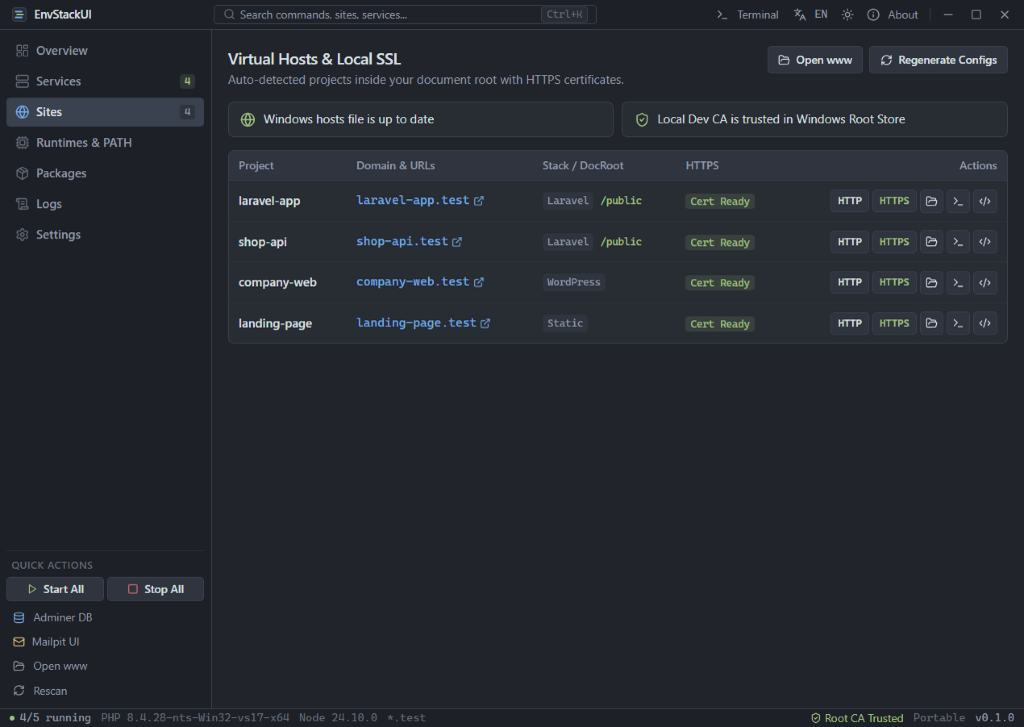 EnvStackUI
Search commands, sites, services... Ctrl+K
Terminal EN About
Overview
Services 4
Sites 4
Runtimes & PATH
Packages
Logs
Settings
Virtual Hosts & Local SSL
Auto-detected projects inside your document root with HTTPS certificates.
Open www Regenerate Configs
Windows hosts file is up to date
Local Dev CA is trusted in Windows Root Store
Project Domain & URLs Stack / DocRoot HTTPS Actions
laravel-app laravel-app.test Laravel /public Cert Ready HTTP HTTPS
shop-api shop-api.test Laravel /public Cert Ready HTTP HTTPS
company-web company-web.test WordPress Cert Ready HTTP HTTPS
landing-page landing-page.test Static Cert Ready HTTP HTTPS
QUICK ACTIONS
Start All Stop All
Adminer DB
Mailpit UI
Open www
Rescan
4/5 running PHP 8.4.28-nts-Win32-vs17-x64 Node 24.10.0 *.test Root CA Trusted Portable v0.1.0